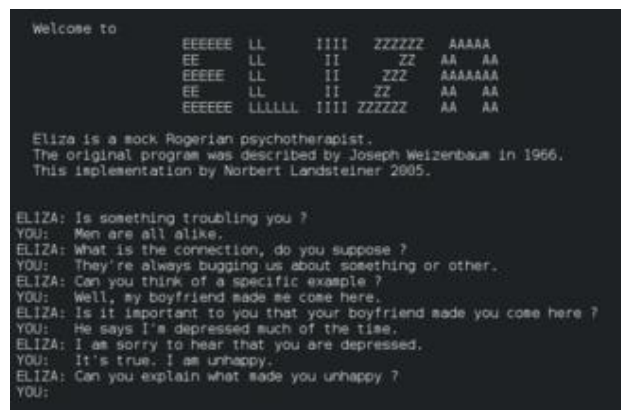 Welcome to
EEEEEE LL IIII ZZZZZZ AAAAA
EE LL II ZZ AA AA
EEEEE LL II ZZZ AAAAAAA
EE LL II ZZ AA AA
EEEEEE LLLLLL IIII ZZZZZZ AA AA
Eliza is a mock Rogerian psychotherapist.
The original program was described by Joseph Weizenbaum in 1966.
This implementation by Norbert Landsteiner 2005.
ELIZA: Is something troubling you ?
YOU: Men are all alike.
ELIZA: What is the connection, do you suppose ?
YOU: They're always bugging us about something or other.
ELIZA: Can you think of a specific example ?
YOU: Well, my boyfriend made me come here.
ELIZA: Is it important to you that your boyfriend made you come here ?
YOU: He says I'm depressed much of the time.
ELIZA: I am sorry to hear that you are depressed.
YOU: It's true. I am unhappy.
ELIZA: Can you explain what made you unhappy ?
YOU: